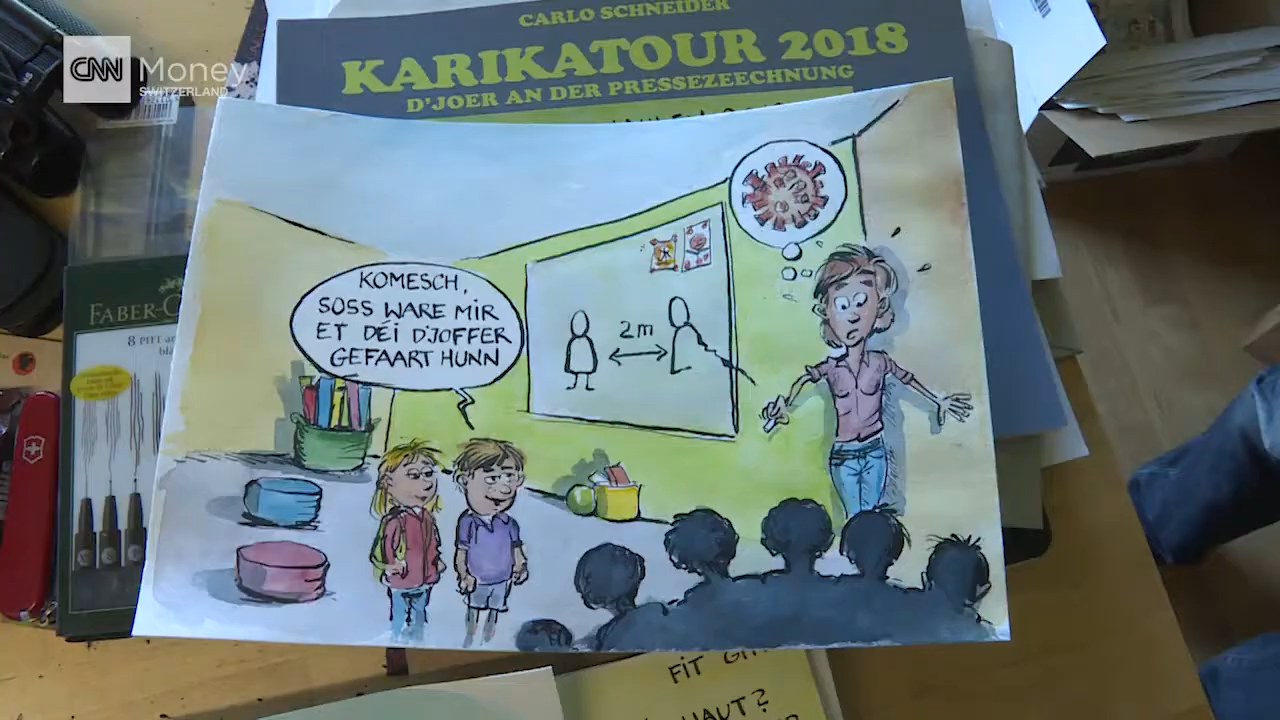 CARLO SCHNEIDER
KARIKATOUR 2018
D'JOER AN DER PRESSEZEECHNUNG
CNN Money
SWITZERLAND
KOMESCH,
SOSS WARE MIR
ET DÉI D'JOFFER
GEFAART HUNN
2m
FABER-C
8 PITT
FIT
HAUT?